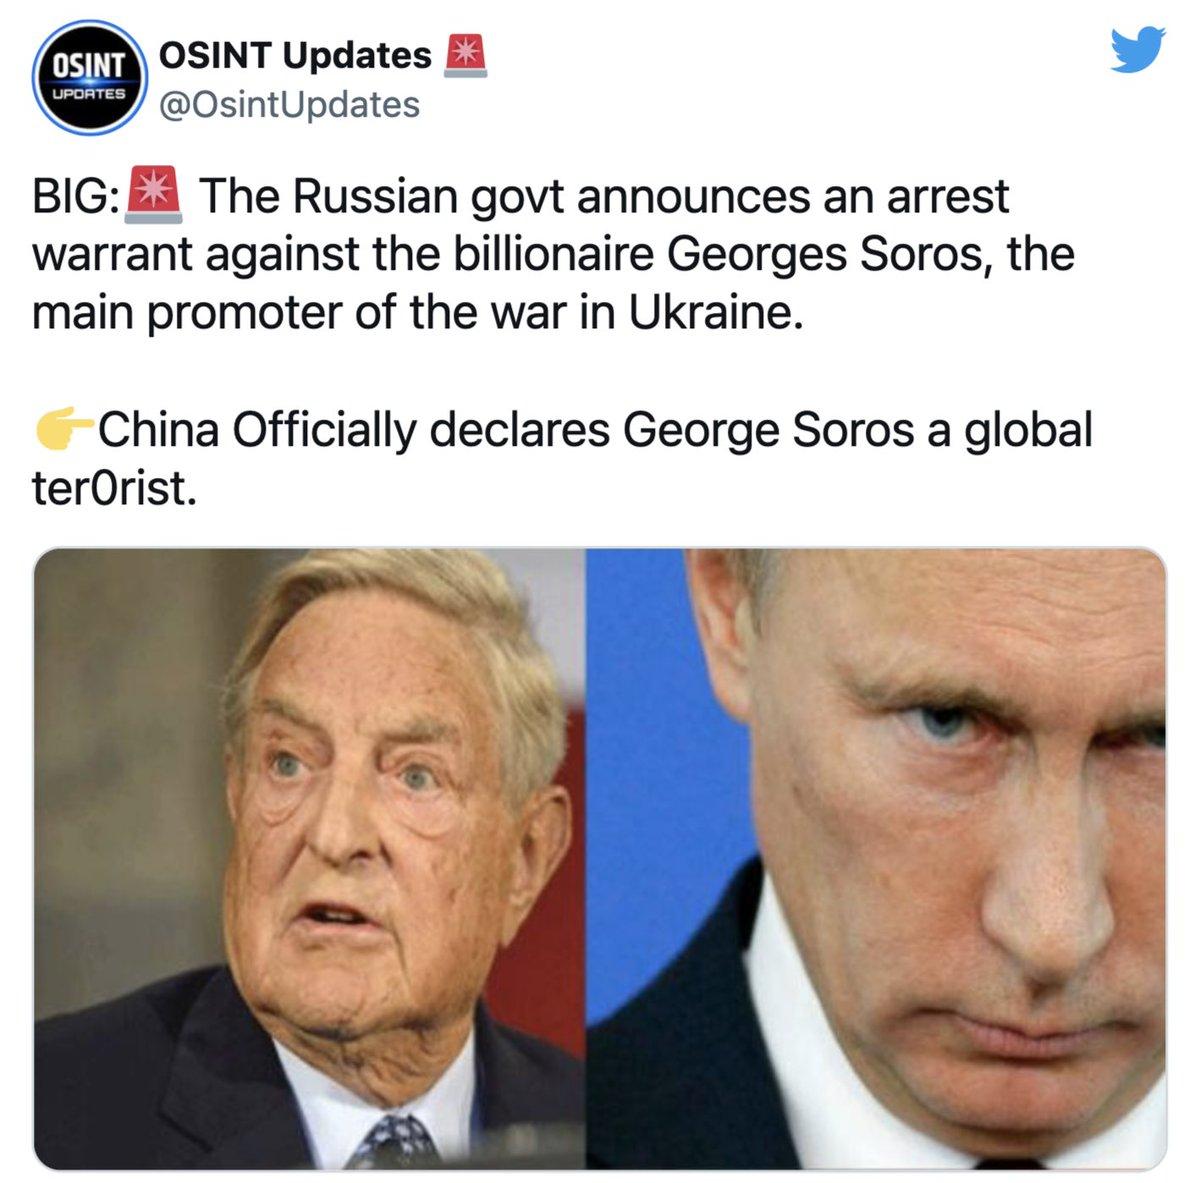 OSINT
UPDATES
OSINT Updates 🚨
@OsintUpdates
BIG:🚨 The Russian govt announces an arrest
warrant against the billionaire Georges Soros, the
main promoter of the war in Ukraine.
👉China Officially declares George Soros a global
ter0rist.